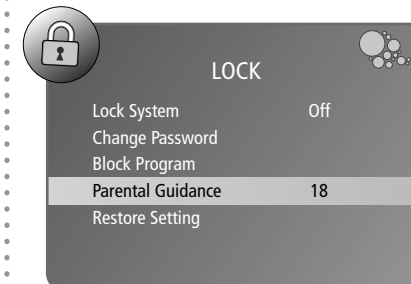 LOCK
Lock System Off
Change Password
Block Program
Parental Guidance 18
Restore Setting